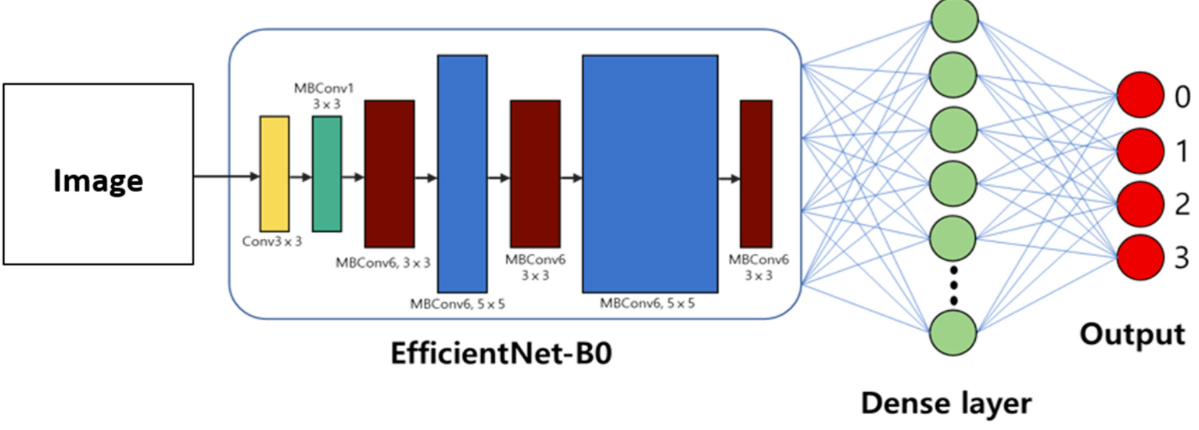 Image
Conv3 x 3
MBConv1
3 x 3
MBConv6, 3 x 3
MBConv6, 5 x 5
MBConv6
3 x 3
MBConv6, 5 x 5
MBConv6
3 x 3
EfficientNet-B0
0
1
2
3
Output
Dense layer